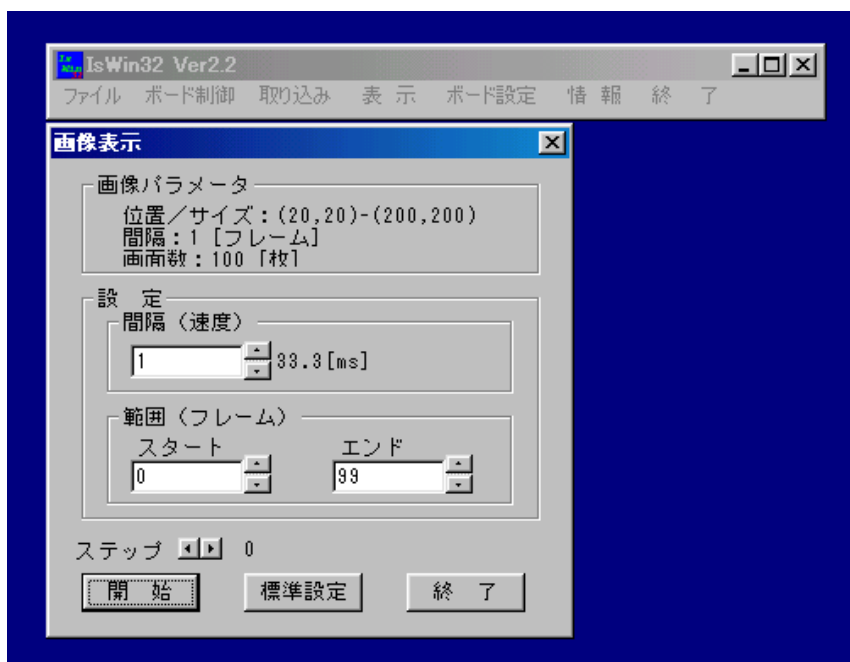 IsWin32 Ver2.2
ファイル ボード制御 取り込み 表 示 ボード設定 情 報 終 了
画像表示
画像パラメータ
位置／サイズ：(20,20)-(200,200)
間隔：1 [フレーム]
画面数：100 [枚]
設 定
間隔（速度）
1 33.3[ms]
範囲（フレーム）
スタート エンド
0 99
ステップ 0
開 始 標準設定 終 了